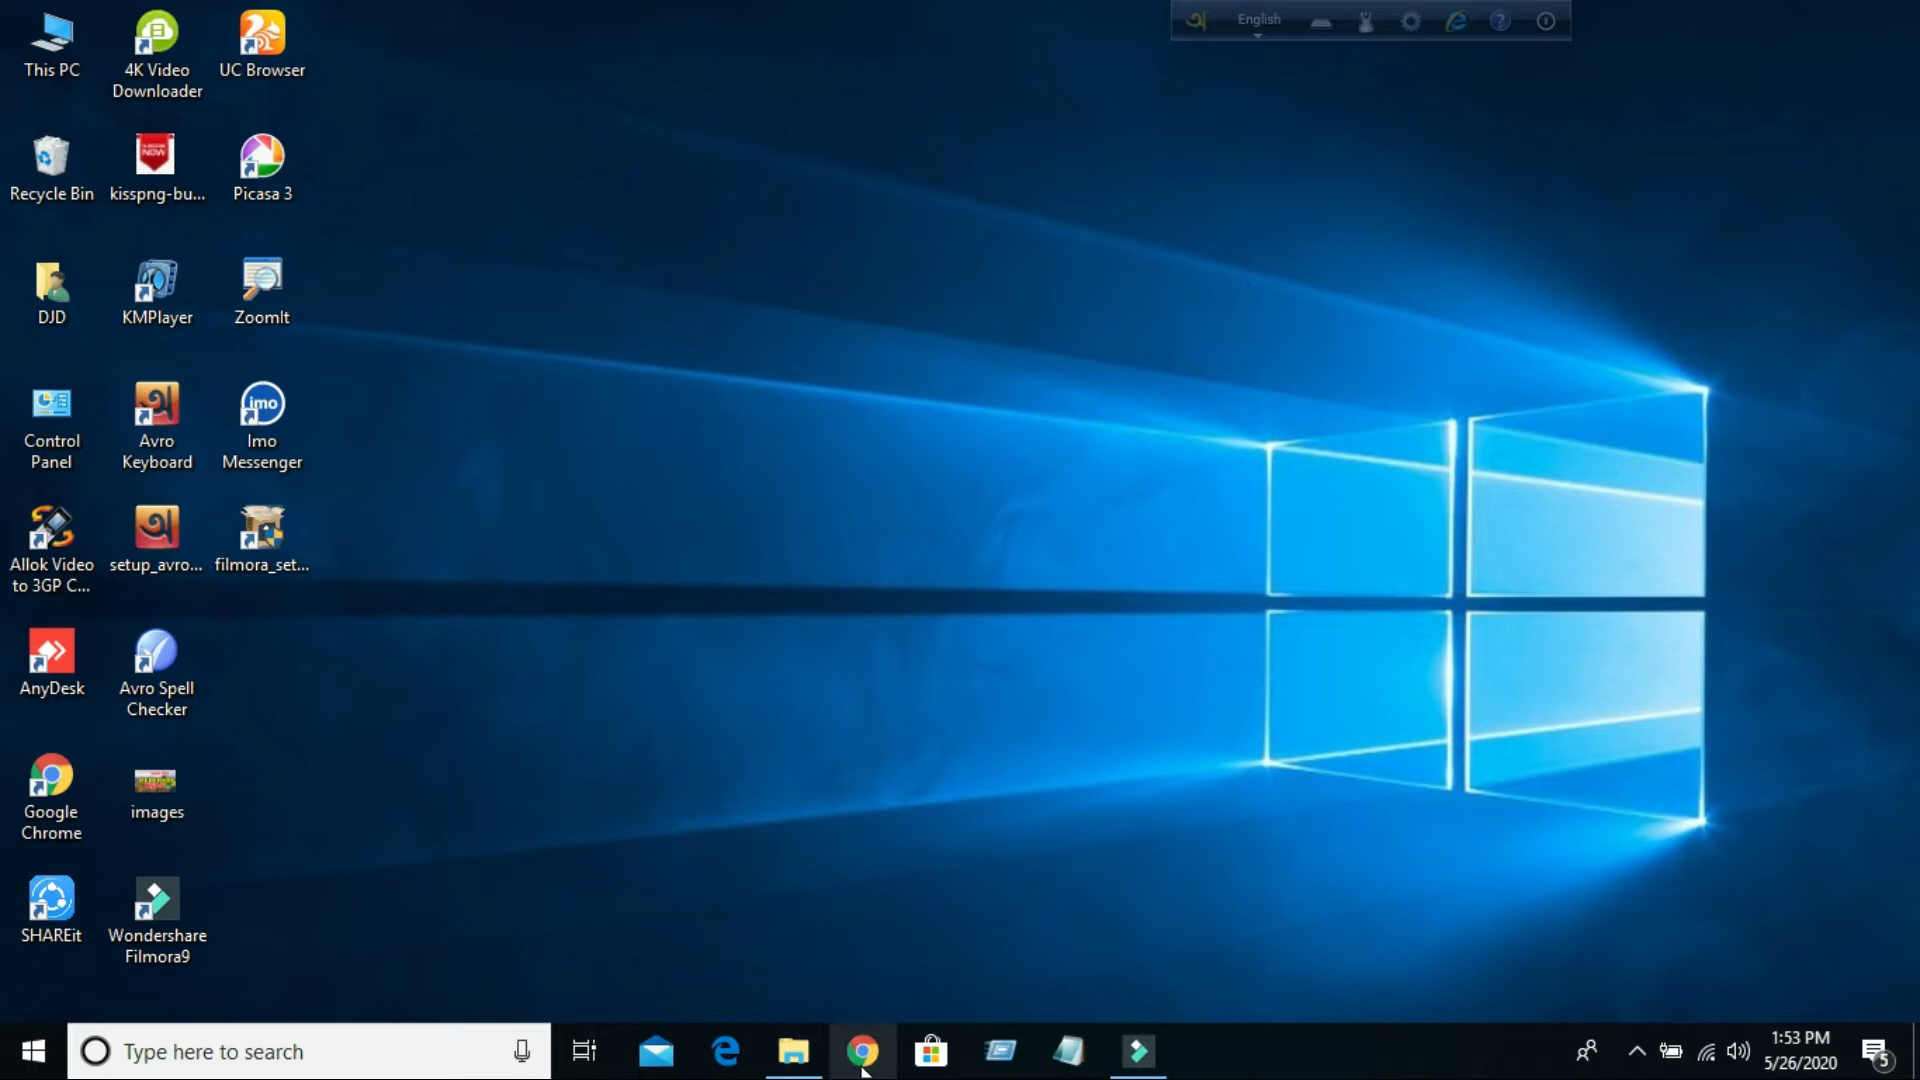 English
This PC
4K Video
Downloader
UC Browser
Recycle Bin
kisspng-bu...
Picasa 3
DJD
KMPlayer
ZoomIt
Control
Panel
Avro
Keyboard
imo
Imo
Messenger
Allok Video
to 3GP C...
setup_avro...
filmora_set...
AnyDesk
Avro Spell
Checker
Google
Chrome
images
SHAREit
Wondershare
Filmora9
Type here to search
1:53 PM
5/26/2020
5